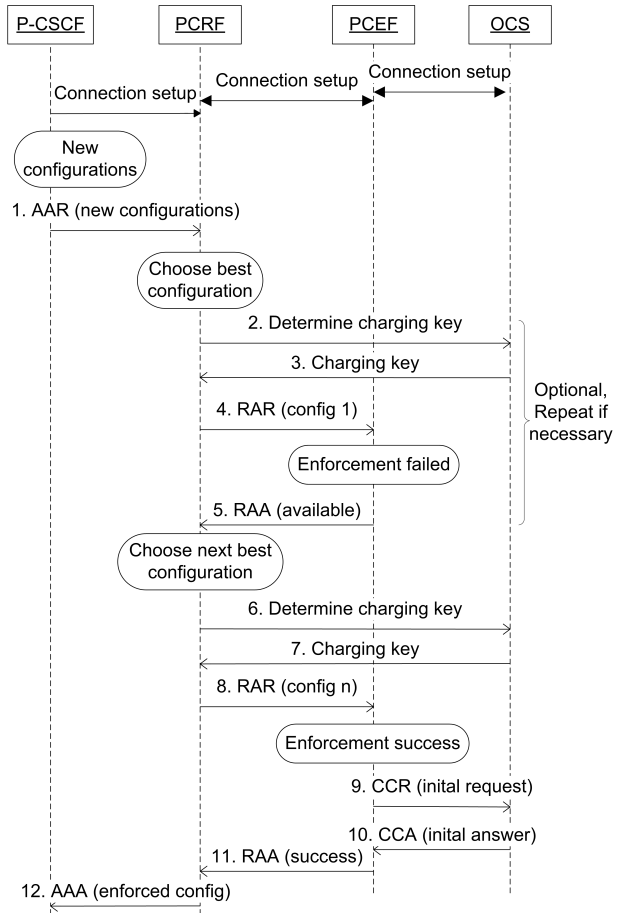 P-CSCF
PCRF
PCEF
OCS
Connection setup
Connection setup
Connection setup
New
configurations
1. AAR (new configurations)
Choose best
configuration
2. Determine charging key
3. Charging key
4. RAR (config 1)
Optional,
Repeat if
necessary
Enforcement failed
5. RAA (available)
Choose next best
configuration
6. Determine charging key
7. Charging key
8. RAR (config n)
Enforcement success
9. CCR (inital request)
10. CCA (inital answer)
11. RAA (success)
12. AAA (enforced config)